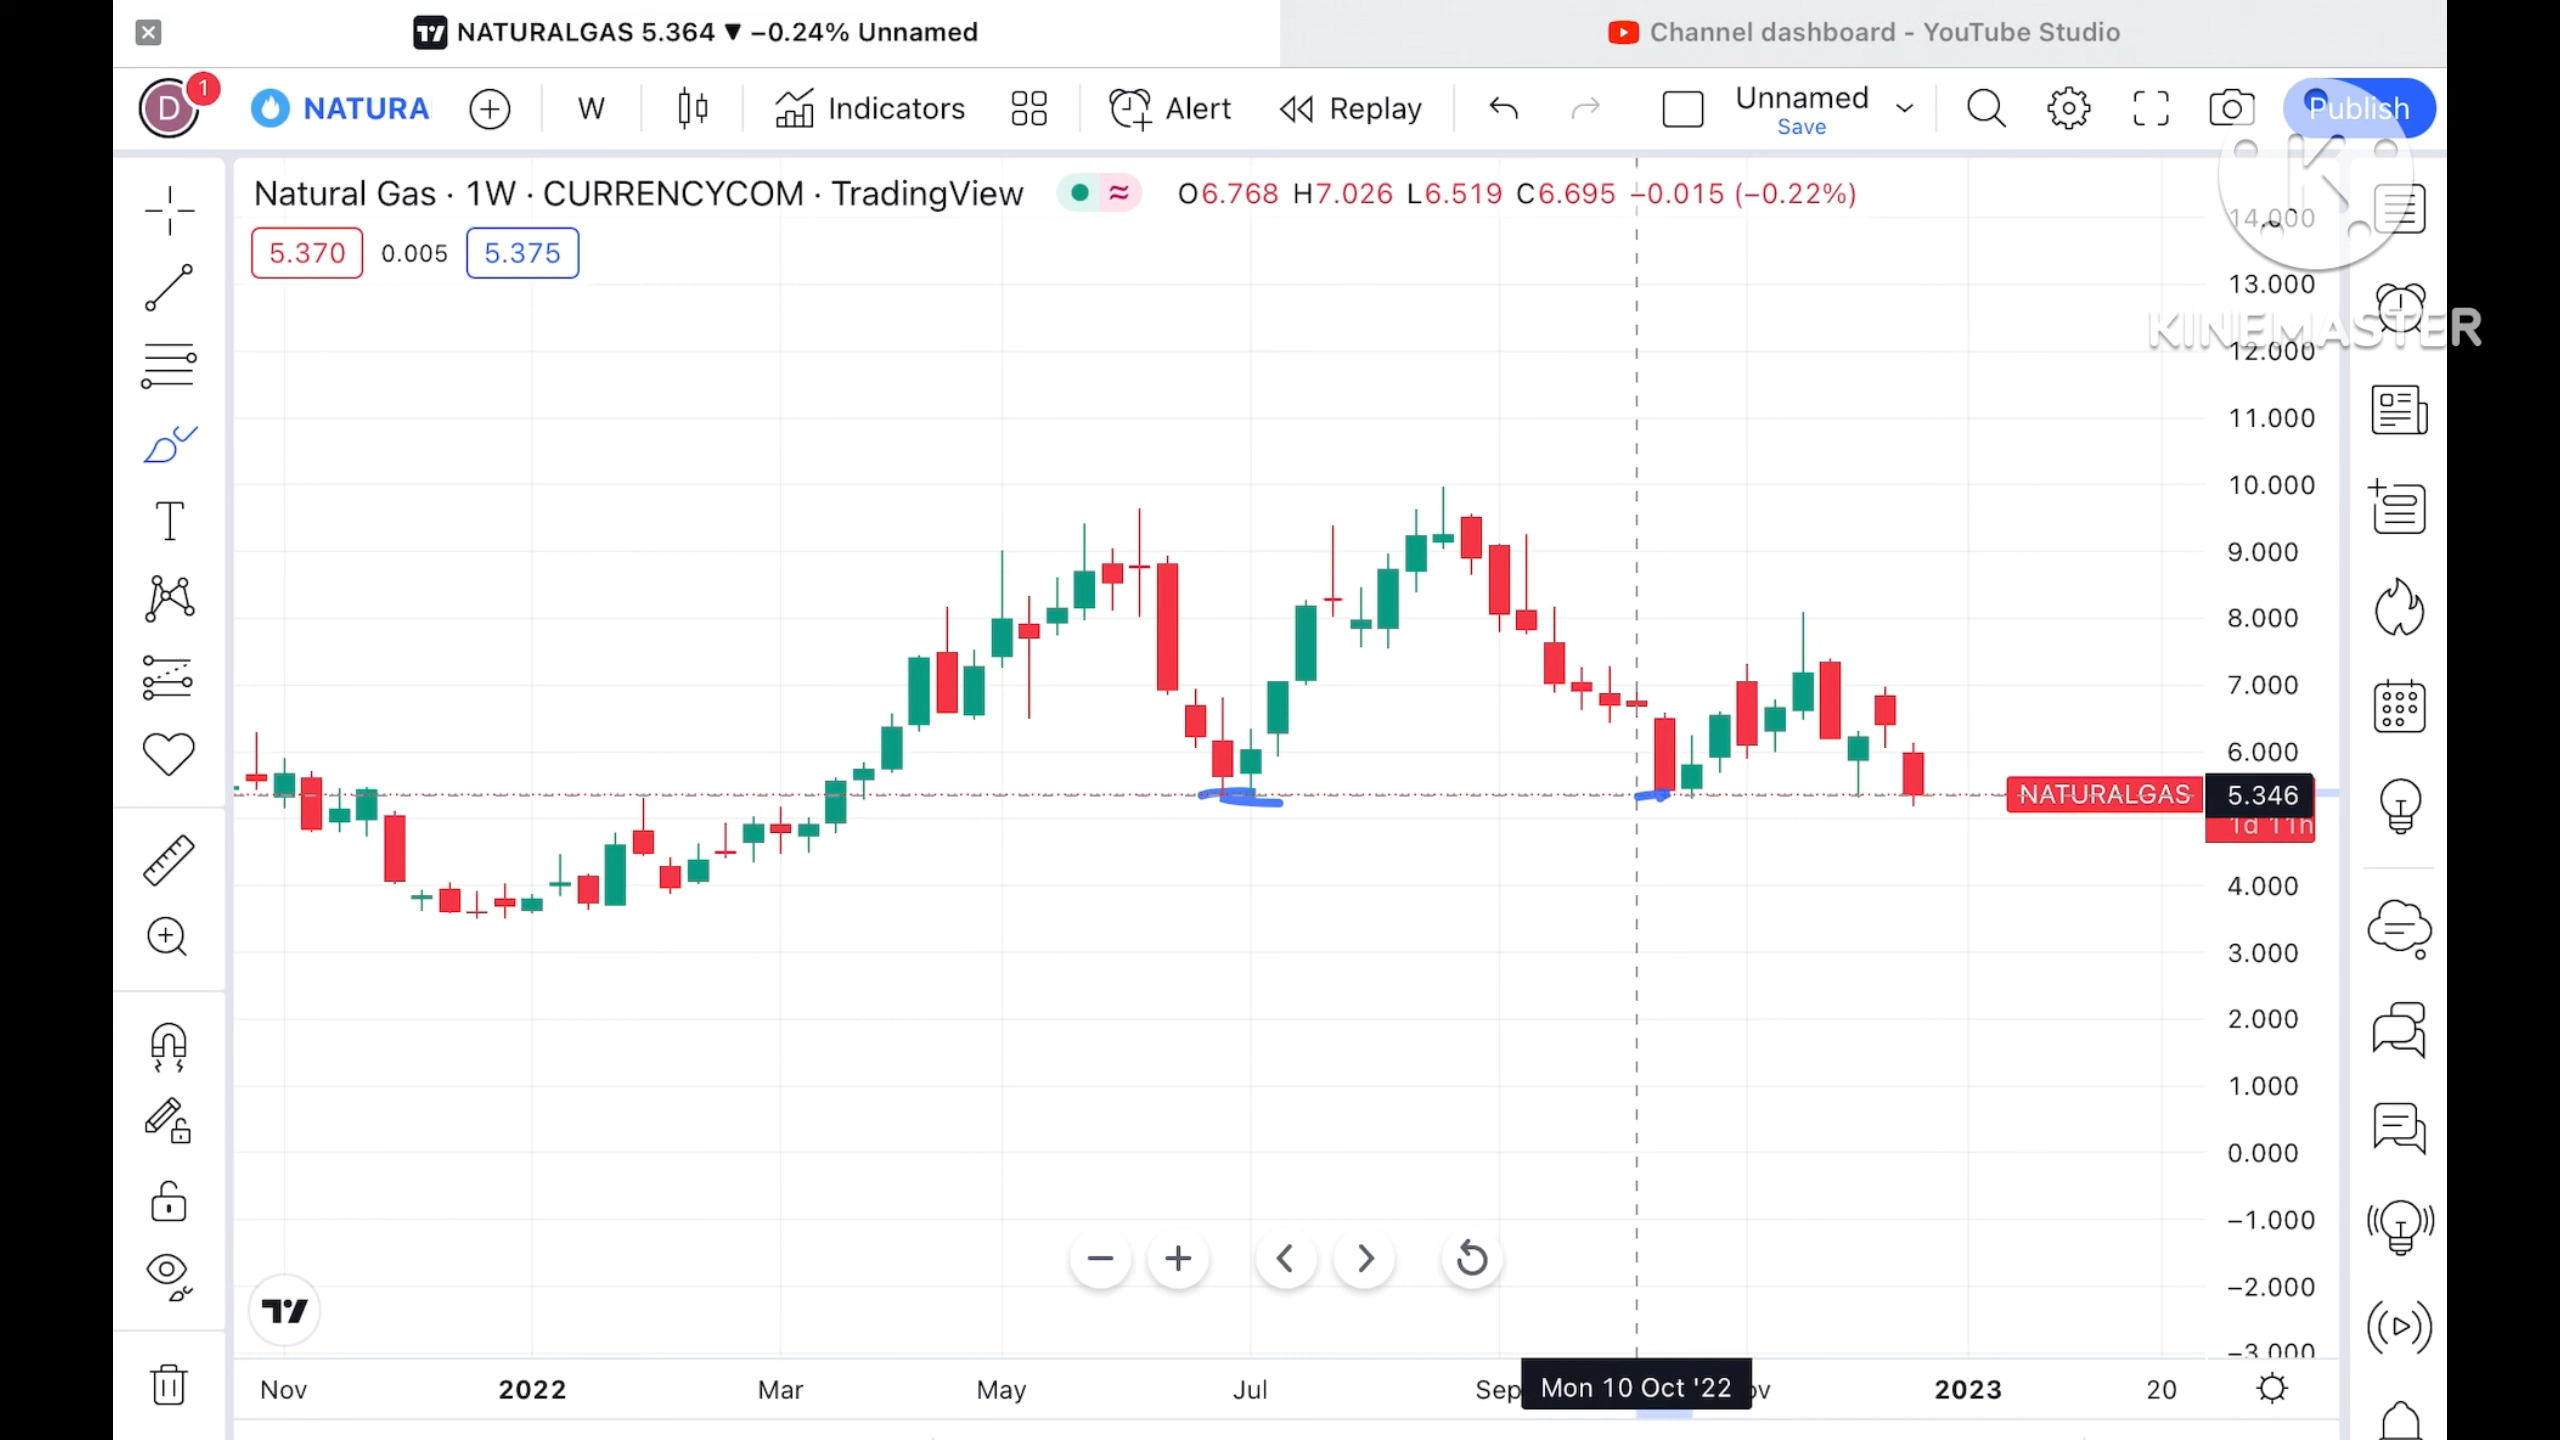 NATURALGAS 5.364 ▼ −0.24% Unnamed
Channel dashboard - YouTube Studio
D 1 NATURA W Indicators Alert Replay Unnamed Save Publish
Natural Gas · 1W · CURRENCYCOM · TradingView O6.768 H7.026 L6.519 C6.695 −0.015 (−0.22%)
5.370 0.005 5.375
14.000
13.000
KINEMASTER
12.000
11.000
10.000
9.000
8.000
7.000
6.000
NATURALGAS 5.346
1d 11h
4.000
3.000
2.000
1.000
0.000
−1.000
−2.000
−3.000
Nov 2022 Mar May Jul Sep Mon 10 Oct '22 ov 2023 20